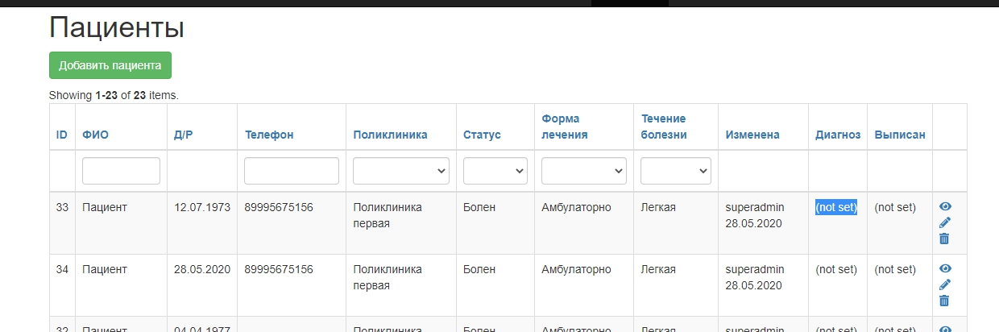 Пациенты
Добавить пациента
Showing 1-23 of 23 items.
ID ФИО Д/Р Телефон Поликлиника Статус Форма лечения Течение болезни Изменена Диагноз Выписан
33 Пациент 12.07.1973 89995675156 Поликлиника первая Болен Амбулаторно Легкая superadmin 28.05.2020 (not set) (not set)
34 Пациент 28.05.2020 89995675156 Поликлиника первая Болен Амбулаторно Легкая superadmin 28.05.2020 (not set) (not set)
32 Пациент 04.04.1977 Поликлиника Болен Амбулаторно Легкая superadmin (not set) (not set)